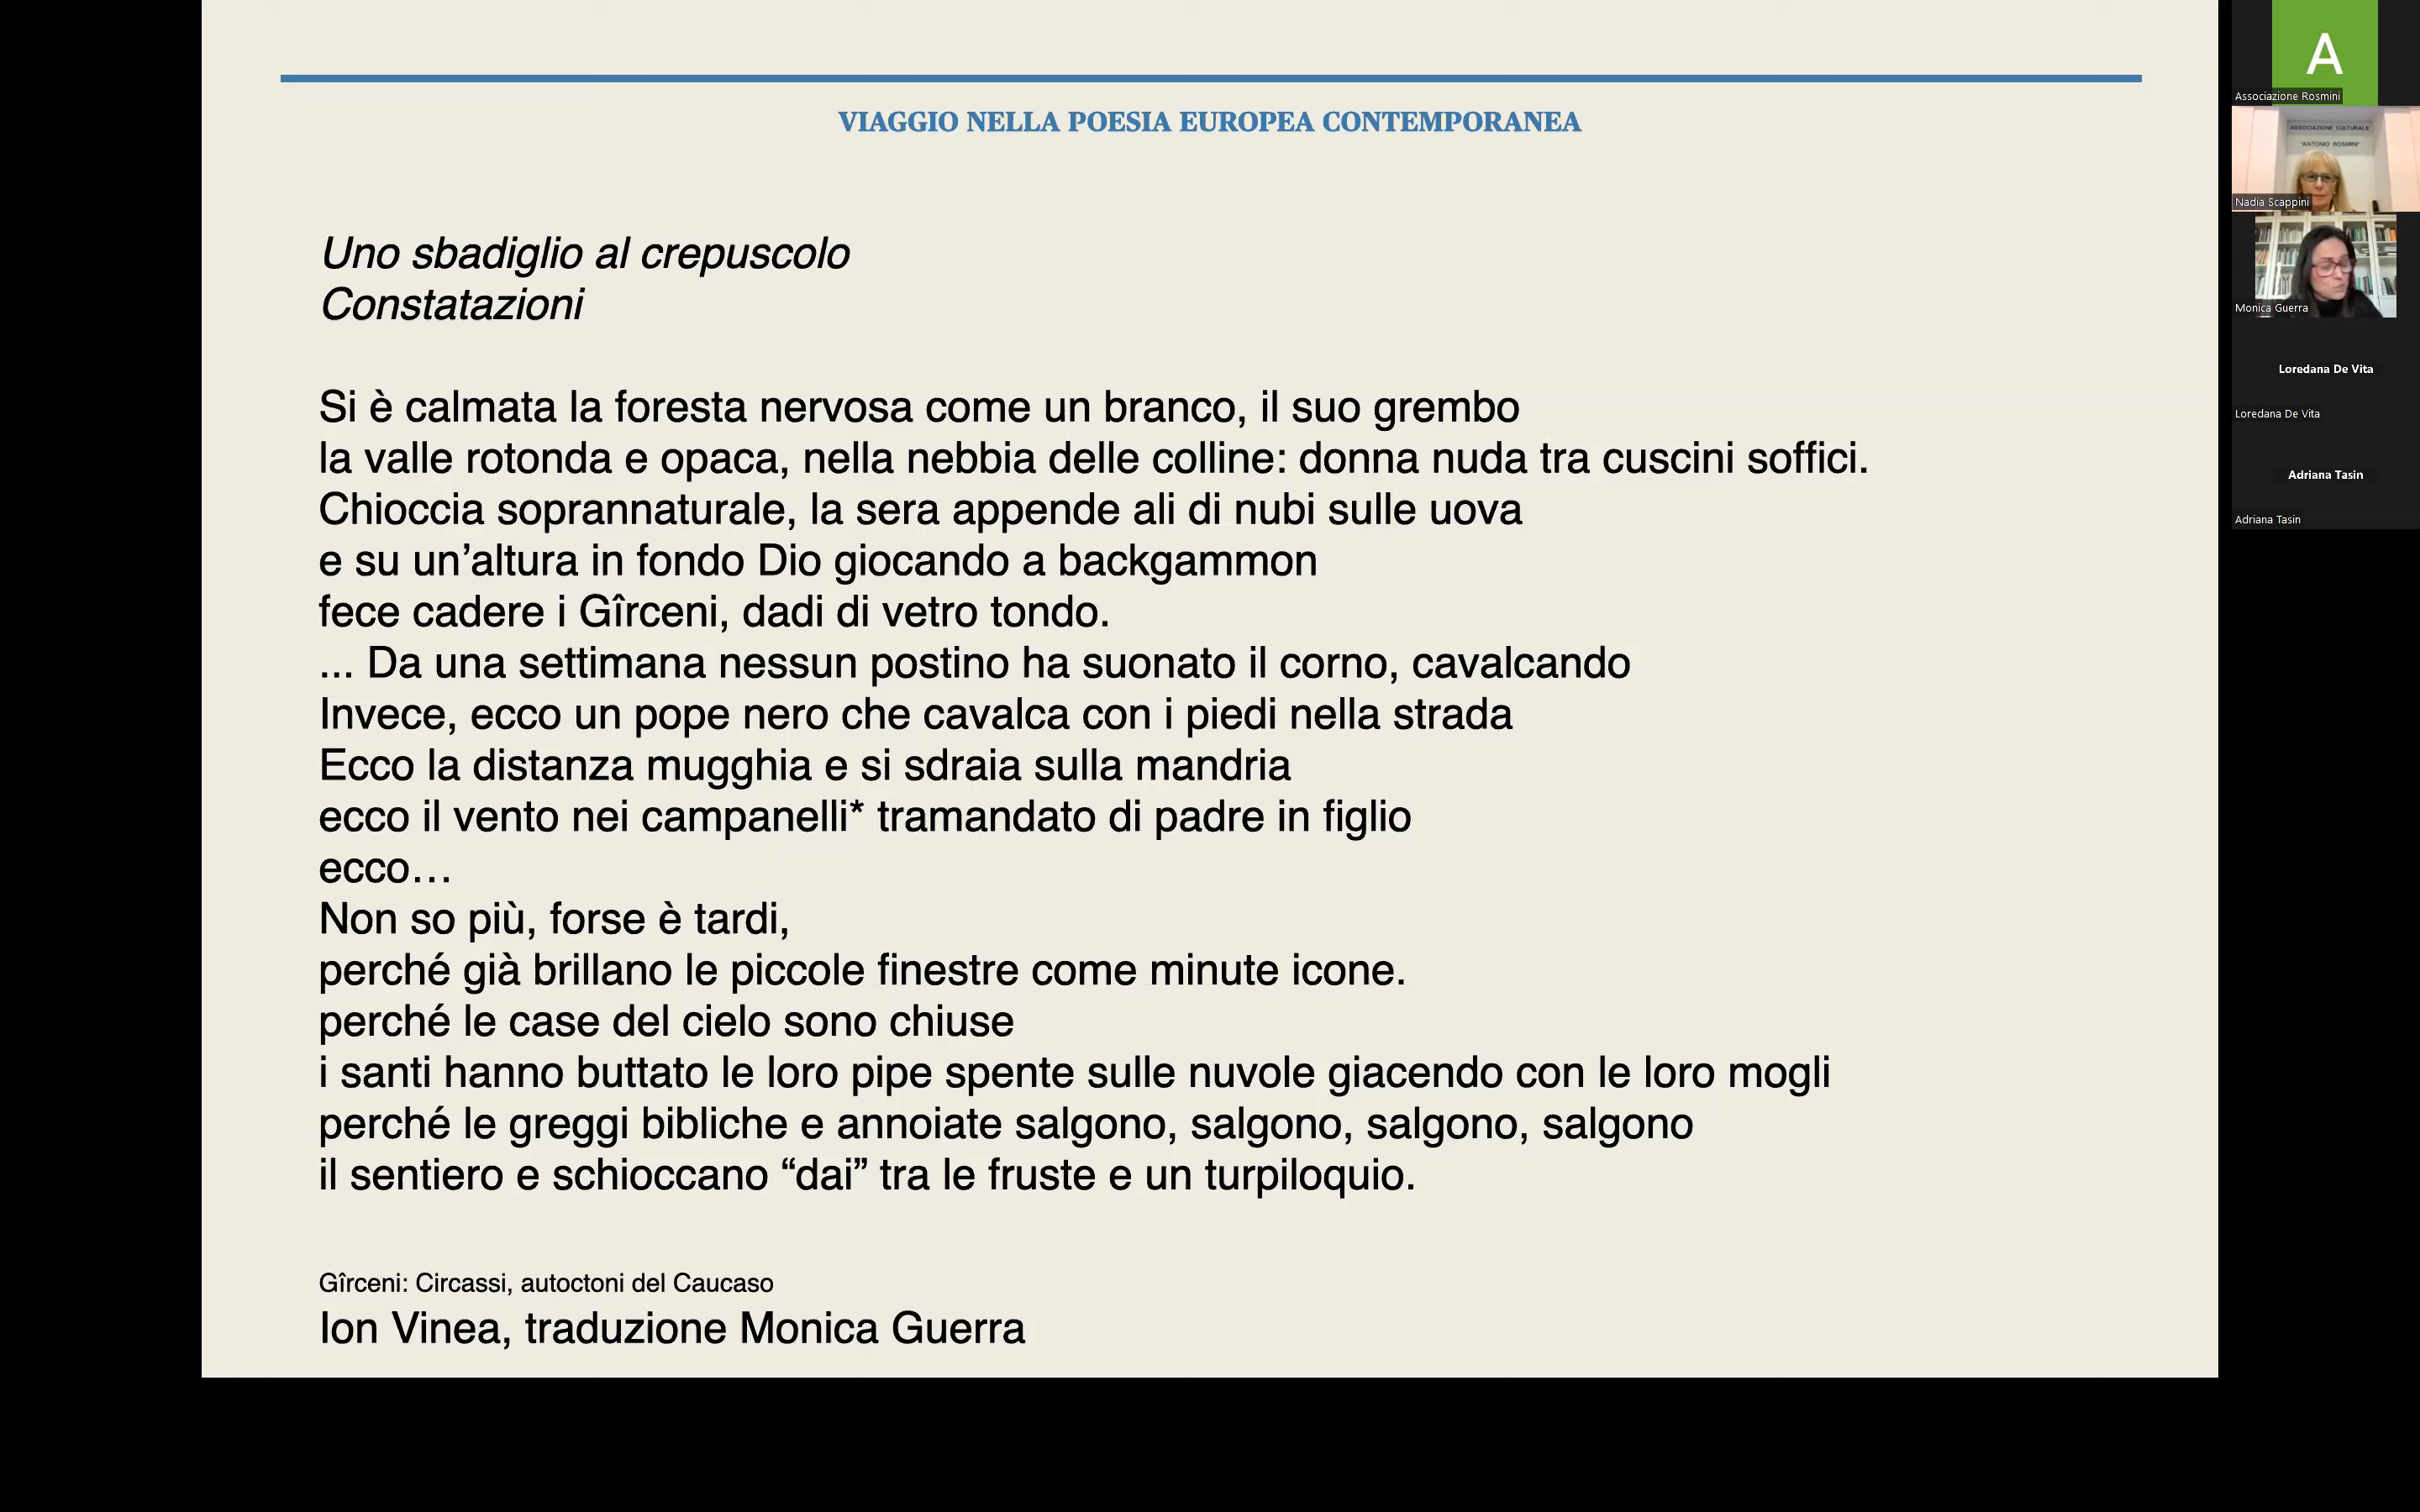 VIAGGIO NELLA POESIA EUROPEA CONTEMPORANEA
Uno sbadiglio al crepuscolo
Constatazioni
Si è calmata la foresta nervosa come un branco, il suo grembo
la valle rotonda e opaca, nella nebbia delle colline: donna nuda tra cuscini soffici.
Chioccia soprannaturale, la sera appende ali di nubi sulle uova
e su un’altura in fondo Dio giocando a backgammon
fece cadere i Gîrceni, dadi di vetro tondo.
... Da una settimana nessun postino ha suonato il corno, cavalcando
Invece, ecco un pope nero che cavalca con i piedi nella strada
Ecco la distanza mugghia e si sdraia sulla mandria
ecco il vento nei campanelli* tramandato di padre in figlio
ecco…
Non so più, forse è tardi,
perché già brillano le piccole finestre come minute icone.
perché le case del cielo sono chiuse
i santi hanno buttato le loro pipe spente sulle nuvole giacendo con le loro mogli
perché le greggi bibliche e annoiate salgono, salgono, salgono, salgono
il sentiero e schioccano “dai” tra le fruste e un turpiloquio.
Gîrceni: Circassi, autoctoni del Caucaso
Ion Vinea, traduzione Monica Guerra
A
Associazione Rosmini
ASSOCIAZIONE CULTURALE
"ANTONIO ROSMINI"
Nadia Scappini
Monica Guerra
Loredana De Vita
Loredana De Vita
Adriana Tasin
Adriana Tasin